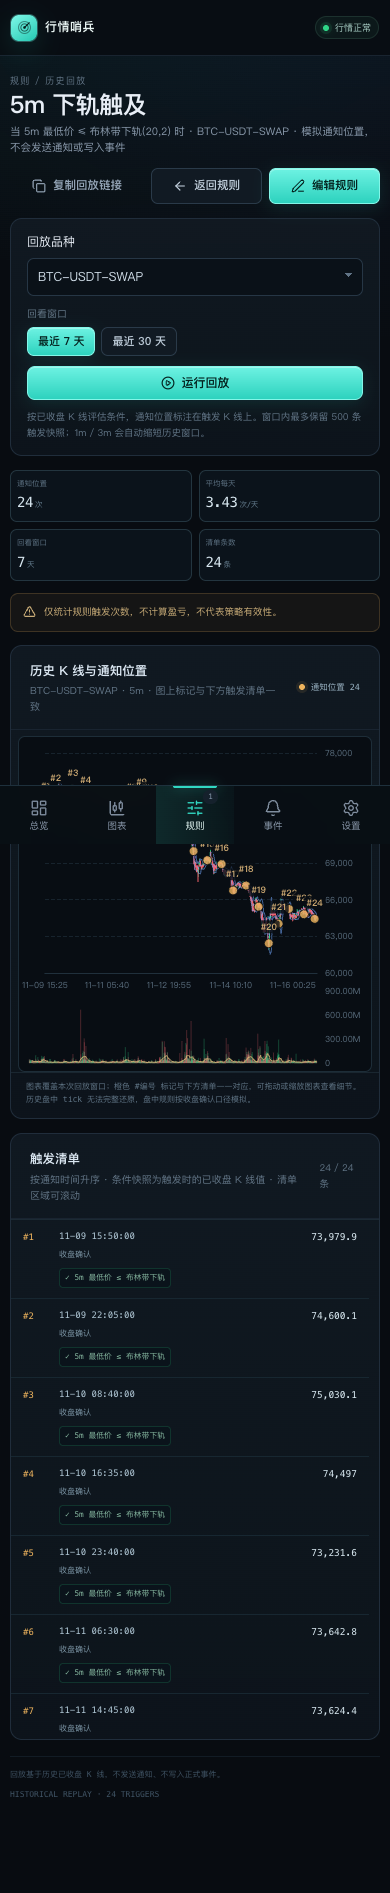 行情哨兵
行情正常
规则 / 历史回放
5m 下轨触及
当 5m 最低价 ≤ 布林带下轨(20,2) 时 · BTC-USDT-SWAP · 模拟通知位置，
不会发送通知或写入事件
复制回放链接
返回规则
编辑规则
回放品种
BTC-USDT-SWAP
回看窗口
最近 7 天
最近 30 天
运行回放
按已收盘 K 线评估条件，通知位置标注在触发 K 线上。窗口内最多保留 500 条
触发快照；1m / 3m 会自动缩短历史窗口。
通知位置
24 次
平均每天
3.43 次/天
回看窗口
7 天
清单条数
24 条
仅统计规则触发次数，不计算盈亏，不代表策略有效性。
历史 K 线与通知位置
BTC-USDT-SWAP · 5m · 图上标记与下方触发清单一
致
通知位置 24
78,000
#2
#3
#4
总览
图表
规则
1
事件
设置
#16
69,000
#18
#19
66,000
#21
#24
#20
63,000
60,000
11-09 15:25
11-11 05:40
11-12 19:55
11-14 10:10
11-16 00:25
900.00M
600.00M
300.00M
0
图表覆盖本次回放窗口；橙色 #编号 标记与下方清单一一对应，可拖动或缩放图表查看细节。
历史盘中 tick 无法完整还原，盘中规则按收盘确认口径模拟。
触发清单
按触发时间升序 · 条件快照为触发时的已收盘 K 线值 · 清单
区域可滚动
24 / 24
条
#1
11-09 15:50:00
73,979.9
收盘确认
✓ 5m 最低价 ≤ 布林带下轨
#2
11-09 22:05:00
74,600.1
收盘确认
✓ 5m 最低价 ≤ 布林带下轨
#3
11-10 08:40:00
75,030.1
收盘确认
✓ 5m 最低价 ≤ 布林带下轨
#4
11-10 16:35:00
74,497
收盘确认
✓ 5m 最低价 ≤ 布林带下轨
#5
11-10 23:40:00
73,231.6
收盘确认
✓ 5m 最低价 ≤ 布林带下轨
#6
11-11 06:30:00
73,642.8
收盘确认
✓ 5m 最低价 ≤ 布林带下轨
#7
11-11 14:45:00
73,624.4
收盘确认
回放基于历史已收盘 K 线，不发送通知、不写入正式事件。
HISTORICAL REPLAY · 24 TRIGGERS